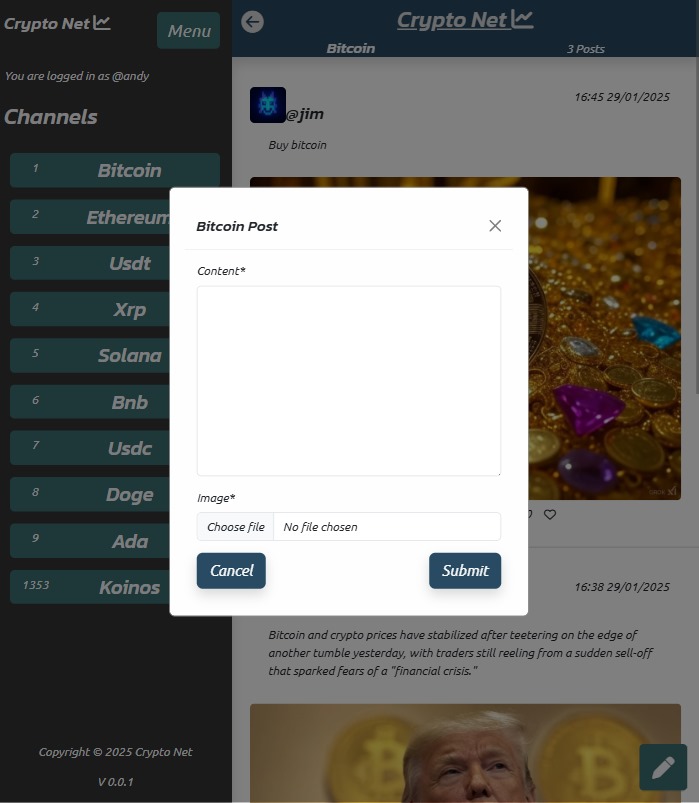 Crypto Net
Menu
You are logged in as @andy
Channels
1 Bitcoin
2 Ethereum
3 Usdt
4 Xrp
5 Solana
6 Bnb
7 Usdc
8 Doge
9 Ada
1353 Koinos
Copyright © 2025 Crypto Net
V 0.0.1
Crypto Net
Bitcoin
3 Posts
@jim
16:45 29/01/2025
Buy bitcoin
Bitcoin Post
Content*
Image*
Choose file No file chosen
Cancel
Submit
16:38 29/01/2025
Bitcoin and crypto prices have stabilized after teetering on the edge of
another tumble yesterday, with traders still reeling from a sudden sell-off
that sparked fears of a "financial crisis."